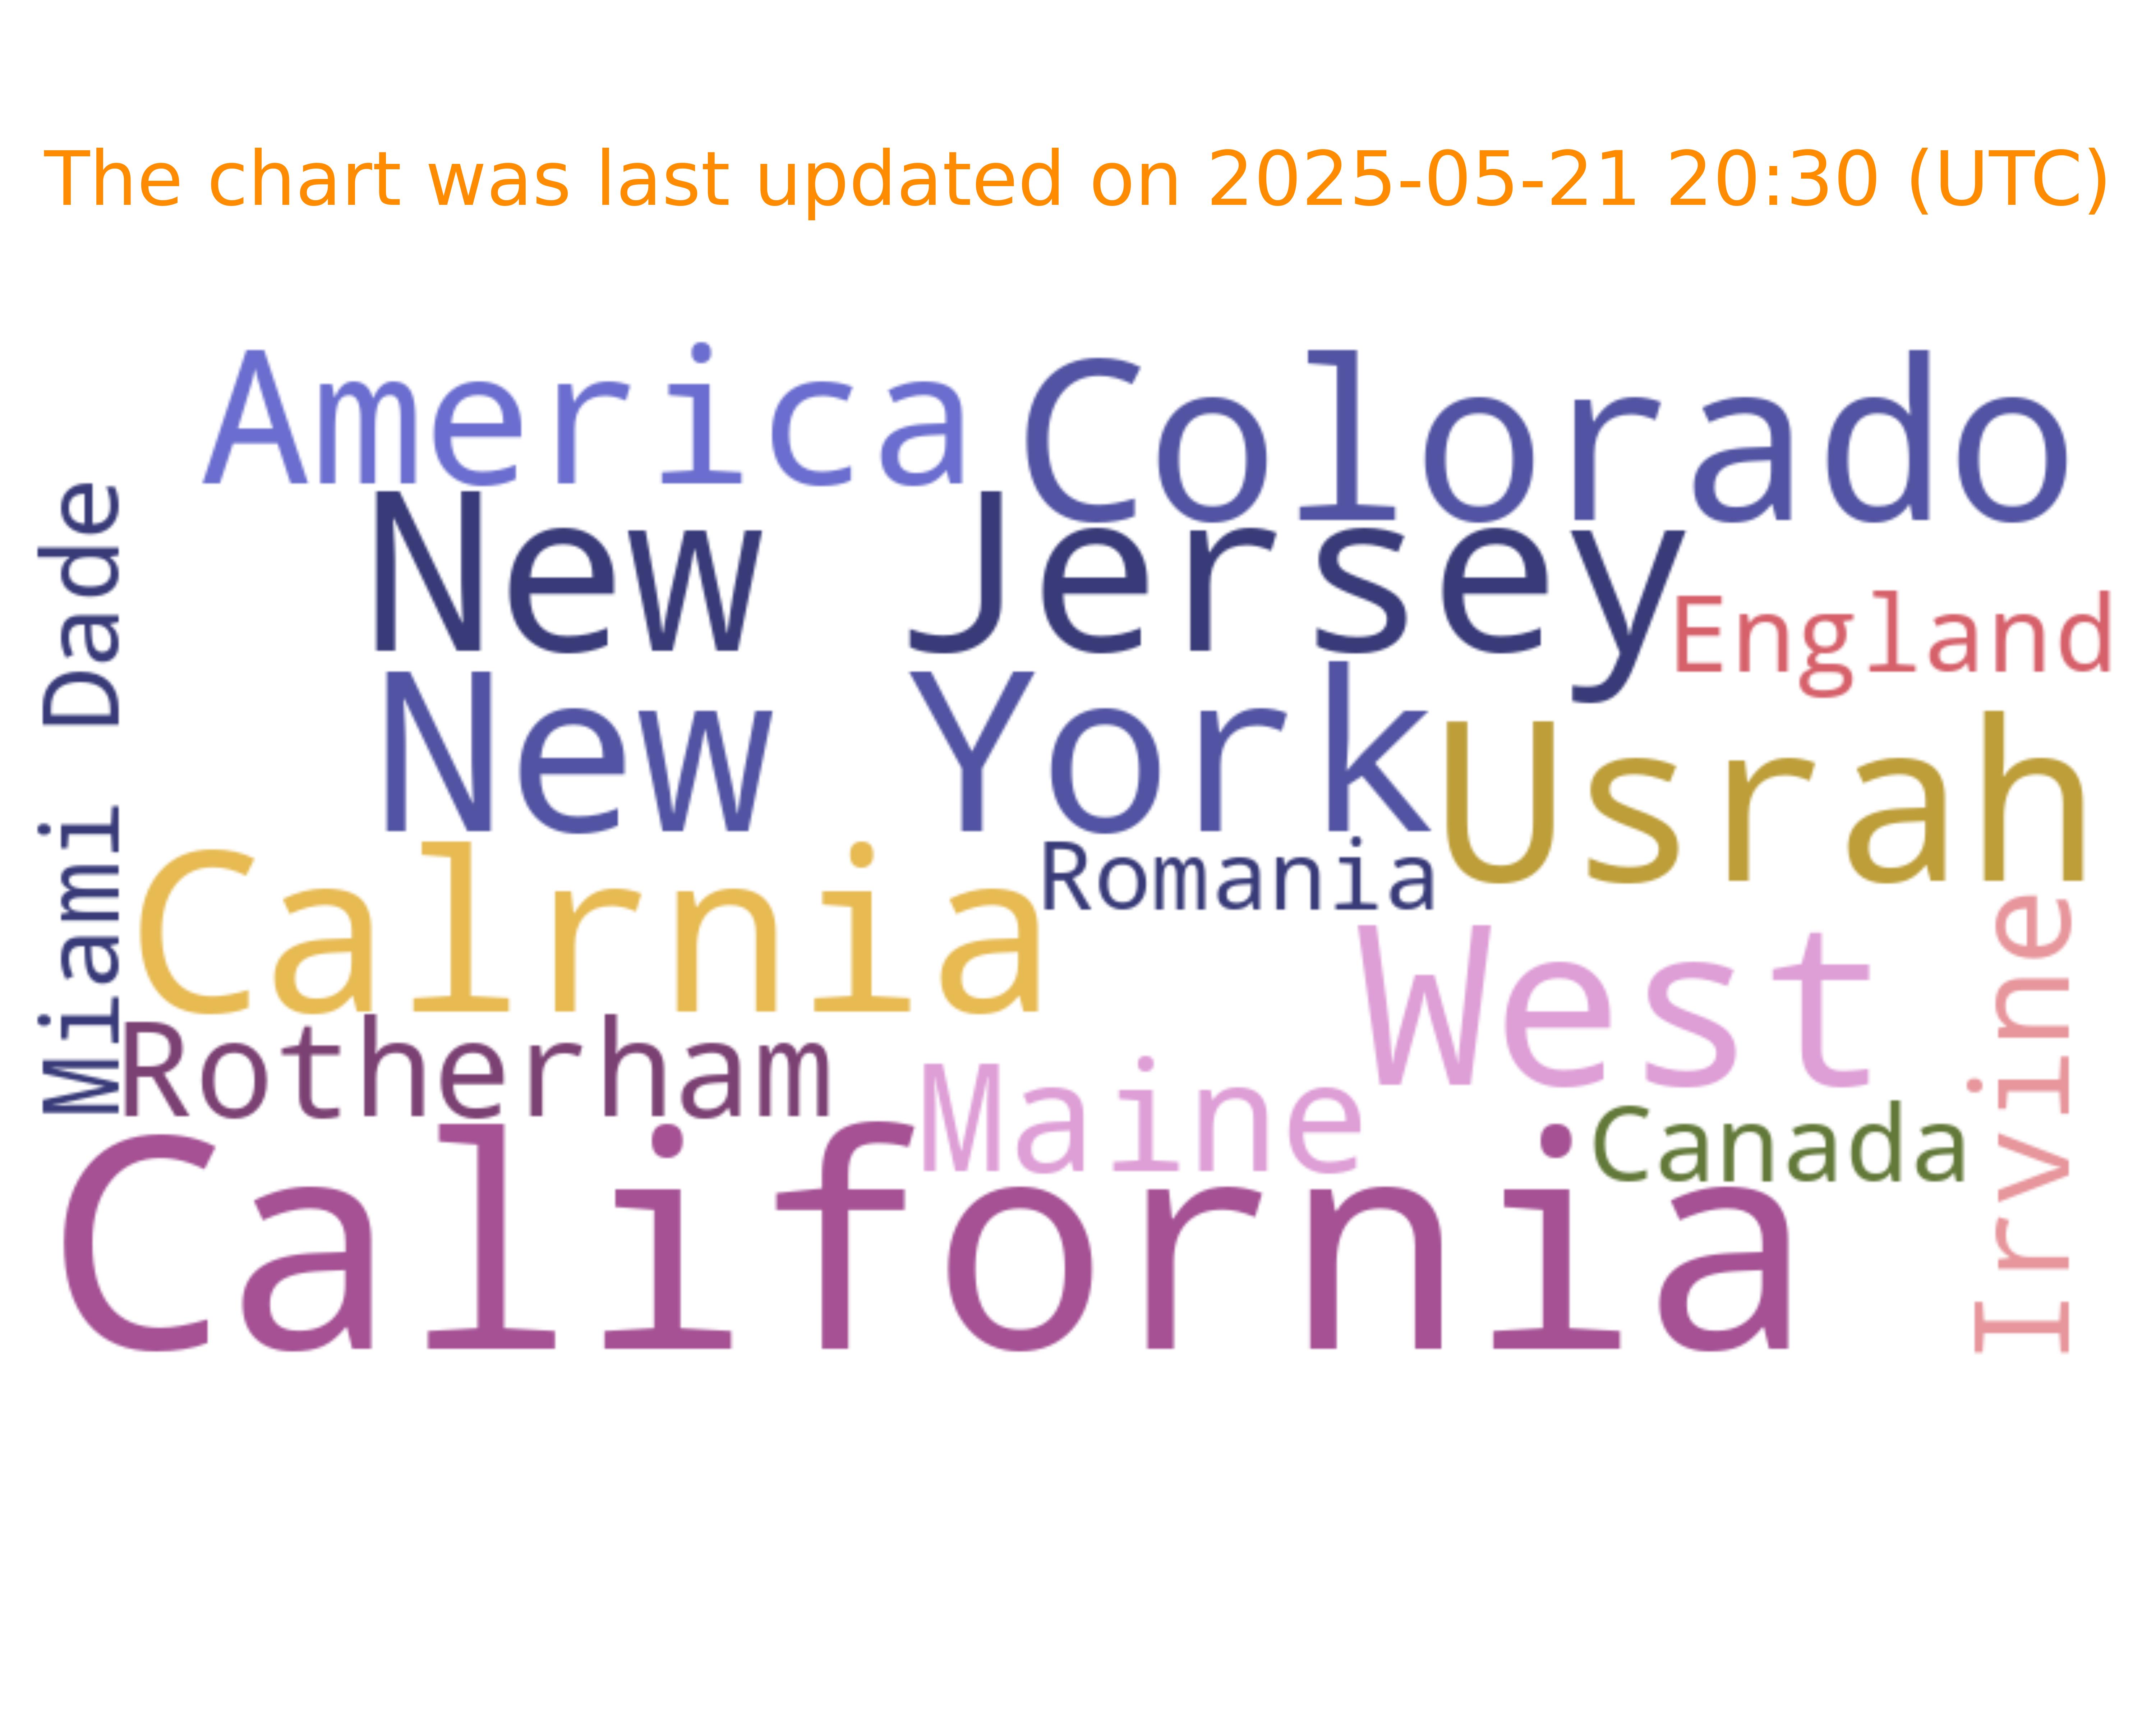 The chart was last updated on 2025-05-21 20:30 (UTC)
America
Colorado
Miami Dade
New Jersey
England
New York
Usrah
Calrnia
Romania
West
Irvine
Rotherham
Maine
Canada
California